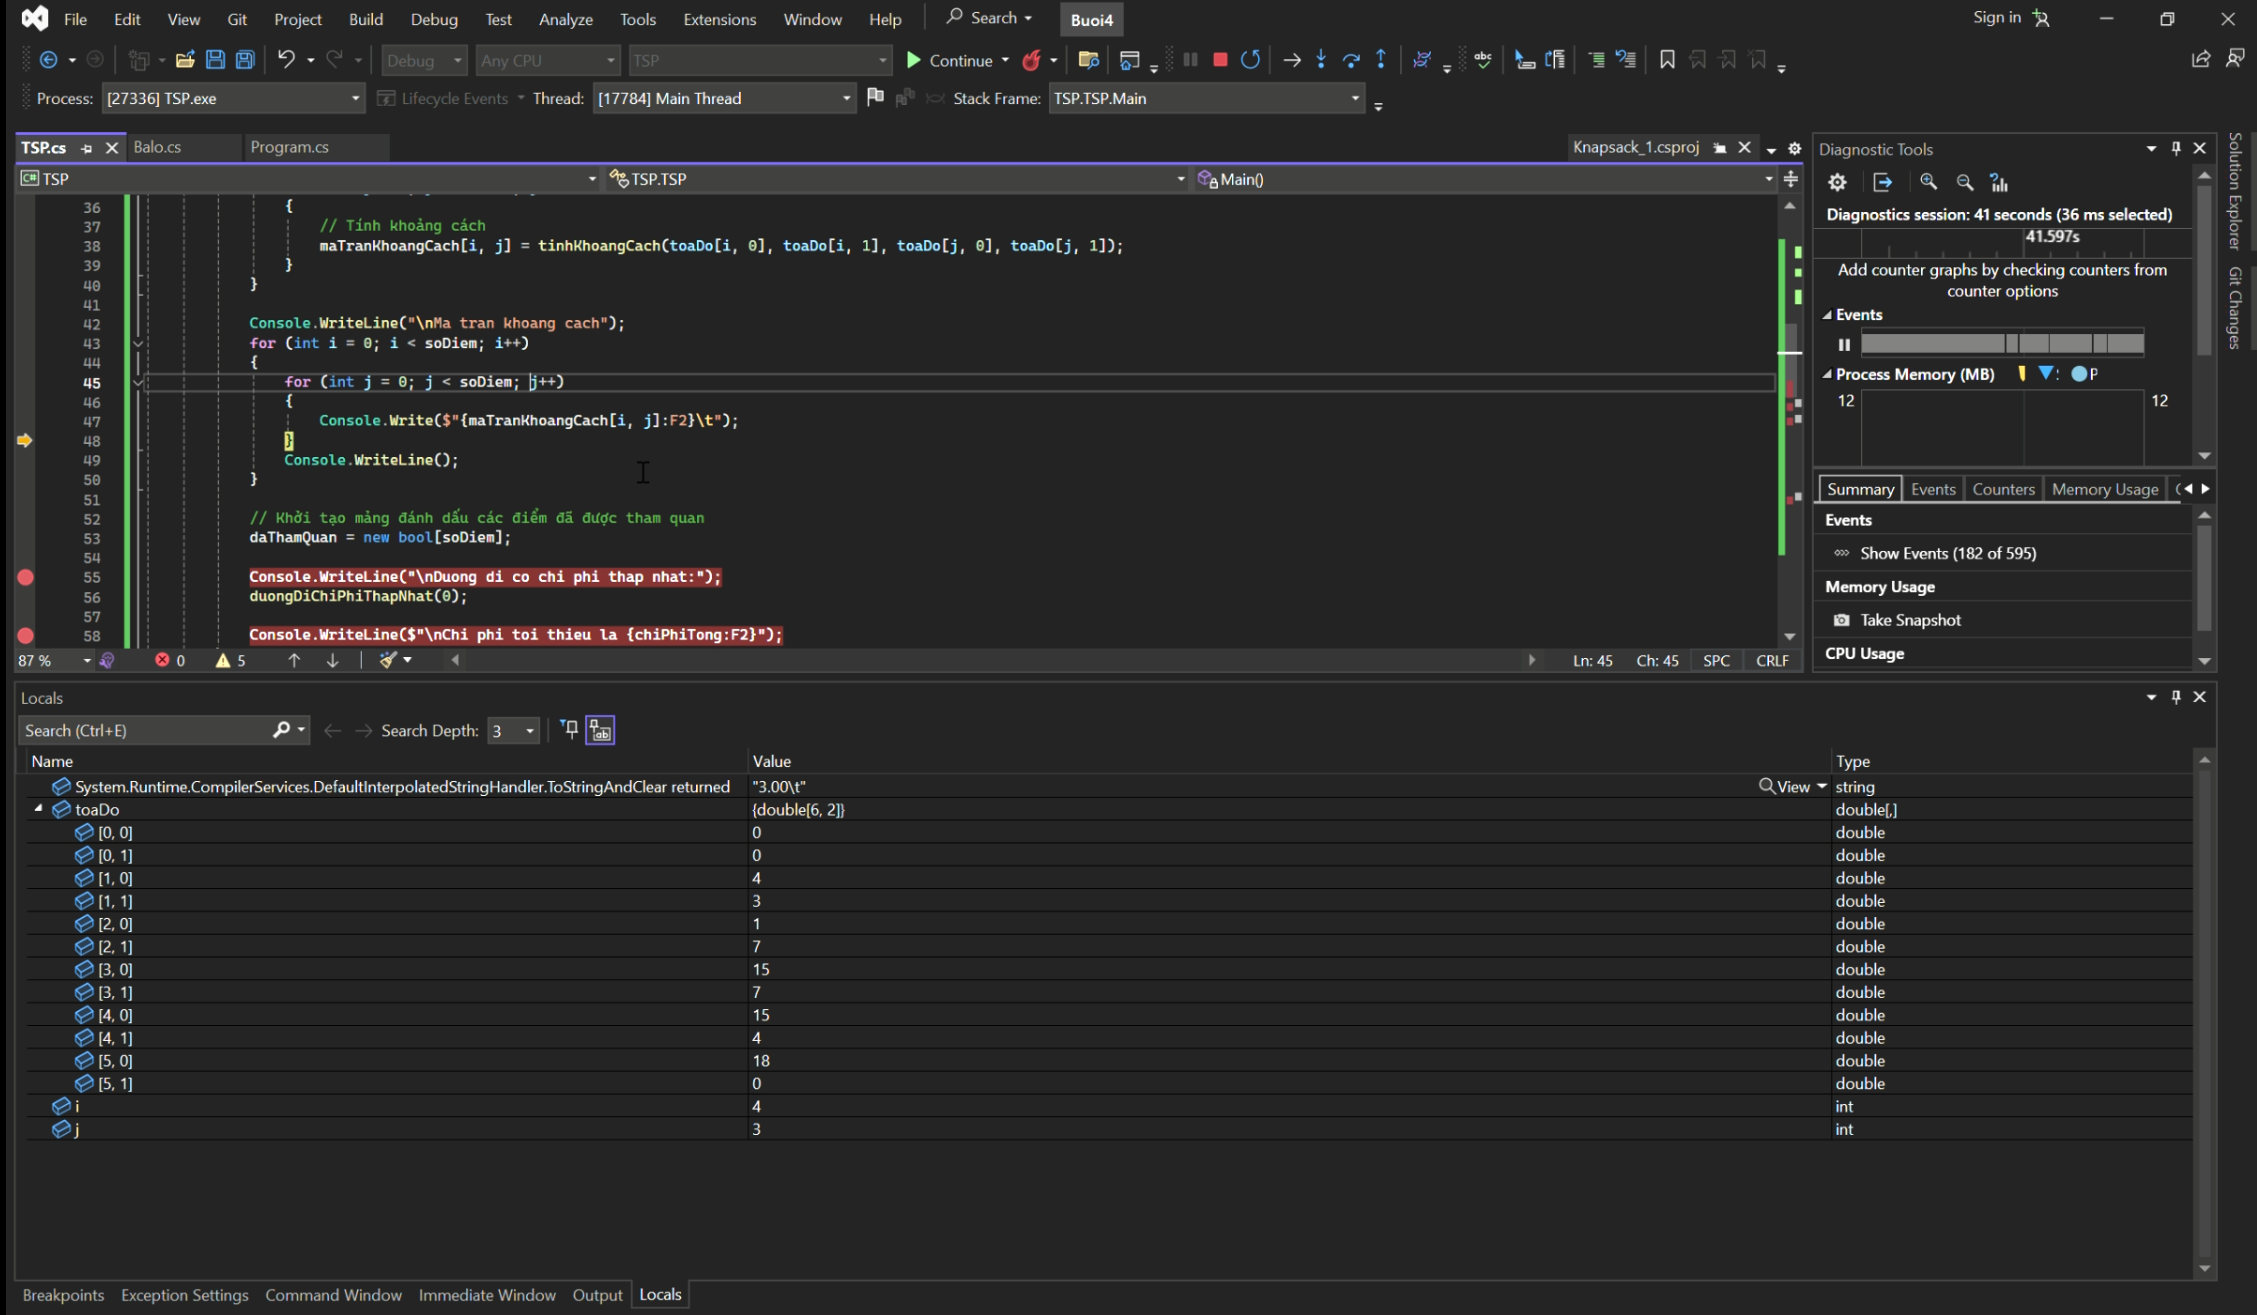 File Edit View Git Project Build Debug Test Analyze Tools Extensions Window Help Search Buoi4 Sign in
Debug Any CPU TSP Continue
Process: [27336] TSP.exe Lifecycle Events Thread: [17784] Main Thread Stack Frame: TSP.TSP.Main
TSP.cs Balo.cs Program.cs Knapsack_1.csproj
TSP TSP.TSP Main()
36 {
37 // Tính khoảng cách
38 maTranKhoangCach[i, j] = tinhKhoangCach(toaDo[i, 0], toaDo[i, 1], toaDo[j, 0], toaDo[j, 1]);
39 }
40 }
41
42 Console.WriteLine("\nMa tran khoang cach");
43 for (int i = 0; i < soDiem; i++)
44 {
45 for (int j = 0; j < soDiem; j++)
46 {
47 Console.Write($"{maTranKhoangCach[i, j]:F2}\t");
48 }
49 Console.WriteLine();
50 }
51
52 // Khởi tạo mảng đánh dấu các điểm đã được tham quan
53 daThamQuan = new bool[soDiem];
54
55 Console.WriteLine("\nDuong di co chi phi thap nhat:");
56 duongDiChiPhiThapNhat(0);
57
58 Console.WriteLine($"\nChi phi toi thieu la {chiPhiTong:F2}");
87 % 0 5 Ln: 45 Ch: 45 SPC CRLF
Diagnostic Tools
Diagnostics session: 41 seconds (36 ms selected)
41.597s
Add counter graphs by checking counters from
counter options
Events
Process Memory (MB) P
12 12
Summary Events Counters Memory Usage
Events
Show Events (182 of 595)
Memory Usage
Take Snapshot
CPU Usage
Solution Explorer
Git Changes
Locals
Search (Ctrl+E) Search Depth: 3
Name Value Type
System.Runtime.CompilerServices.DefaultInterpolatedStringHandler.ToStringAndClear returned "3.00\t" View string
toaDo {double[6, 2]} double[,]
[0, 0] 0 double
[0, 1] 0 double
[1, 0] 4 double
[1, 1] 3 double
[2, 0] 1 double
[2, 1] 7 double
[3, 0] 15 double
[3, 1] 7 double
[4, 0] 15 double
[4, 1] 4 double
[5, 0] 18 double
[5, 1] 0 double
i 4 int
j 3 int
Breakpoints Exception Settings Command Window Immediate Window Output Locals